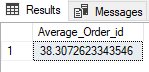 Results Messages
Average_Order_id
1 38.3072623343546